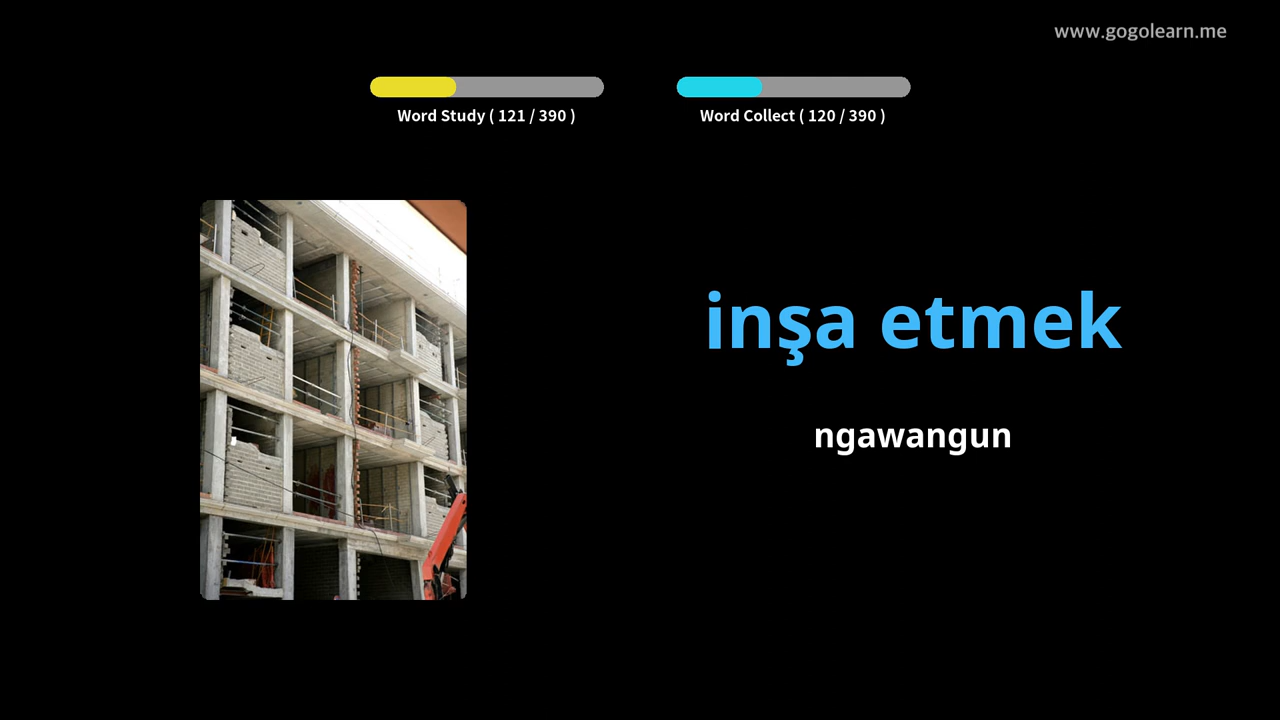 www.gogolearn.me
Word Study ( 121 / 390 )
Word Collect ( 120 / 390 )
inşa etmek
ngawangun